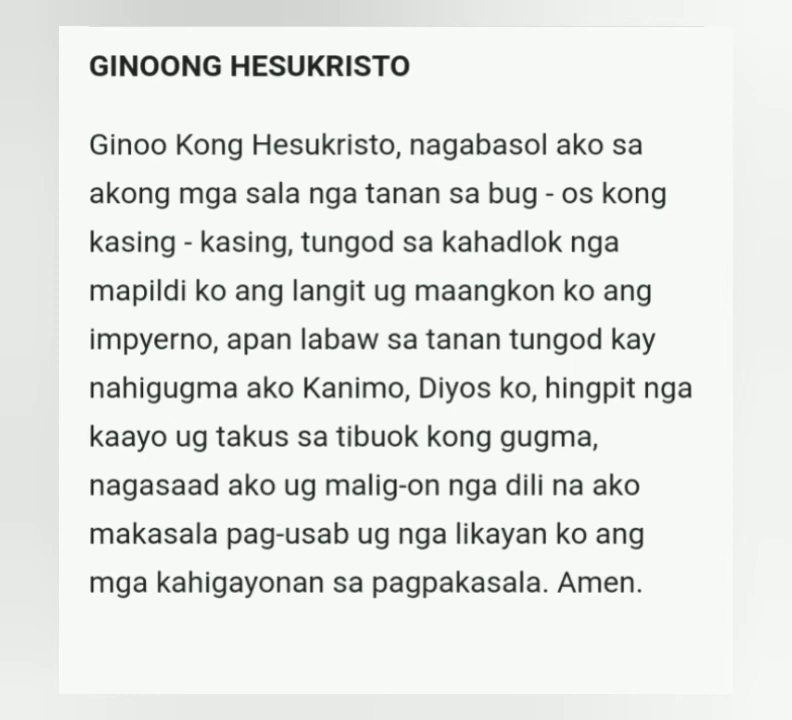 GINOONG HESUKRISTO
Ginoo Kong Hesukristo, nagabasol ako sa
akong mga sala nga tanan sa bug - os kong
kasing - kasing, tungod sa kahadlok nga
mapildi ko ang langit ug maangkon ko ang
impyerno, apan labaw sa tanan tungod kay
nahigugma ako Kanimo, Diyos ko, hingpit nga
kaayo ug takus sa tibuok kong gugma,
nagasaad ako ug malig-on nga dili na ako
makasala pag-usab ug nga likayan ko ang
mga kahigayonan sa pagpakasala. Amen.